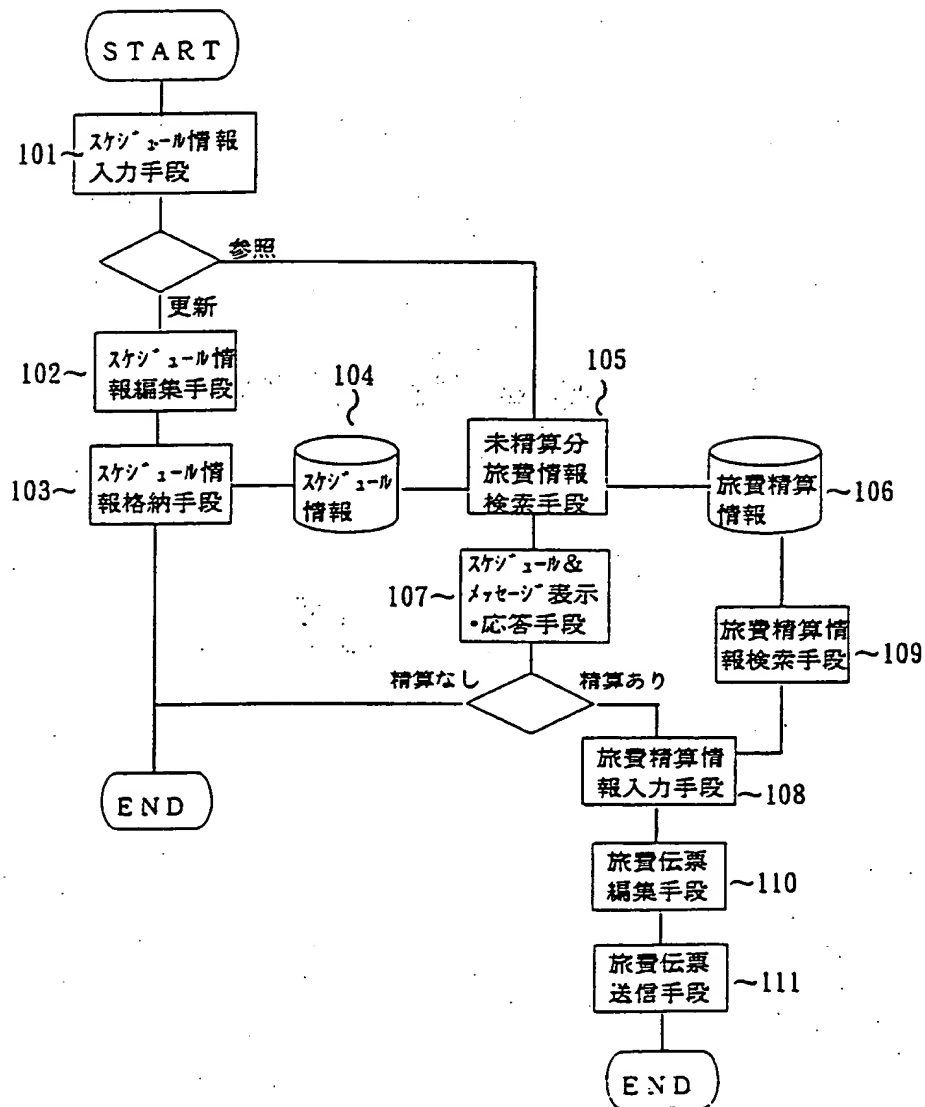 START
101
スケジュール情報
入力手段
参照
更新
102
スケジュール情
報編集手段
104
105
103
スケジュール情
報格納手段
スケジュール
情報
未精算分
旅費情報
検索手段
旅費精算
情報
106
107
スケジュール&
メッセージ表示
・応答手段
旅費精算情
報検索手段
109
精算なし
精算あり
旅費精算情
報入力手段
108
END
旅費伝票
編集手段
110
旅費伝票
送信手段
111
END